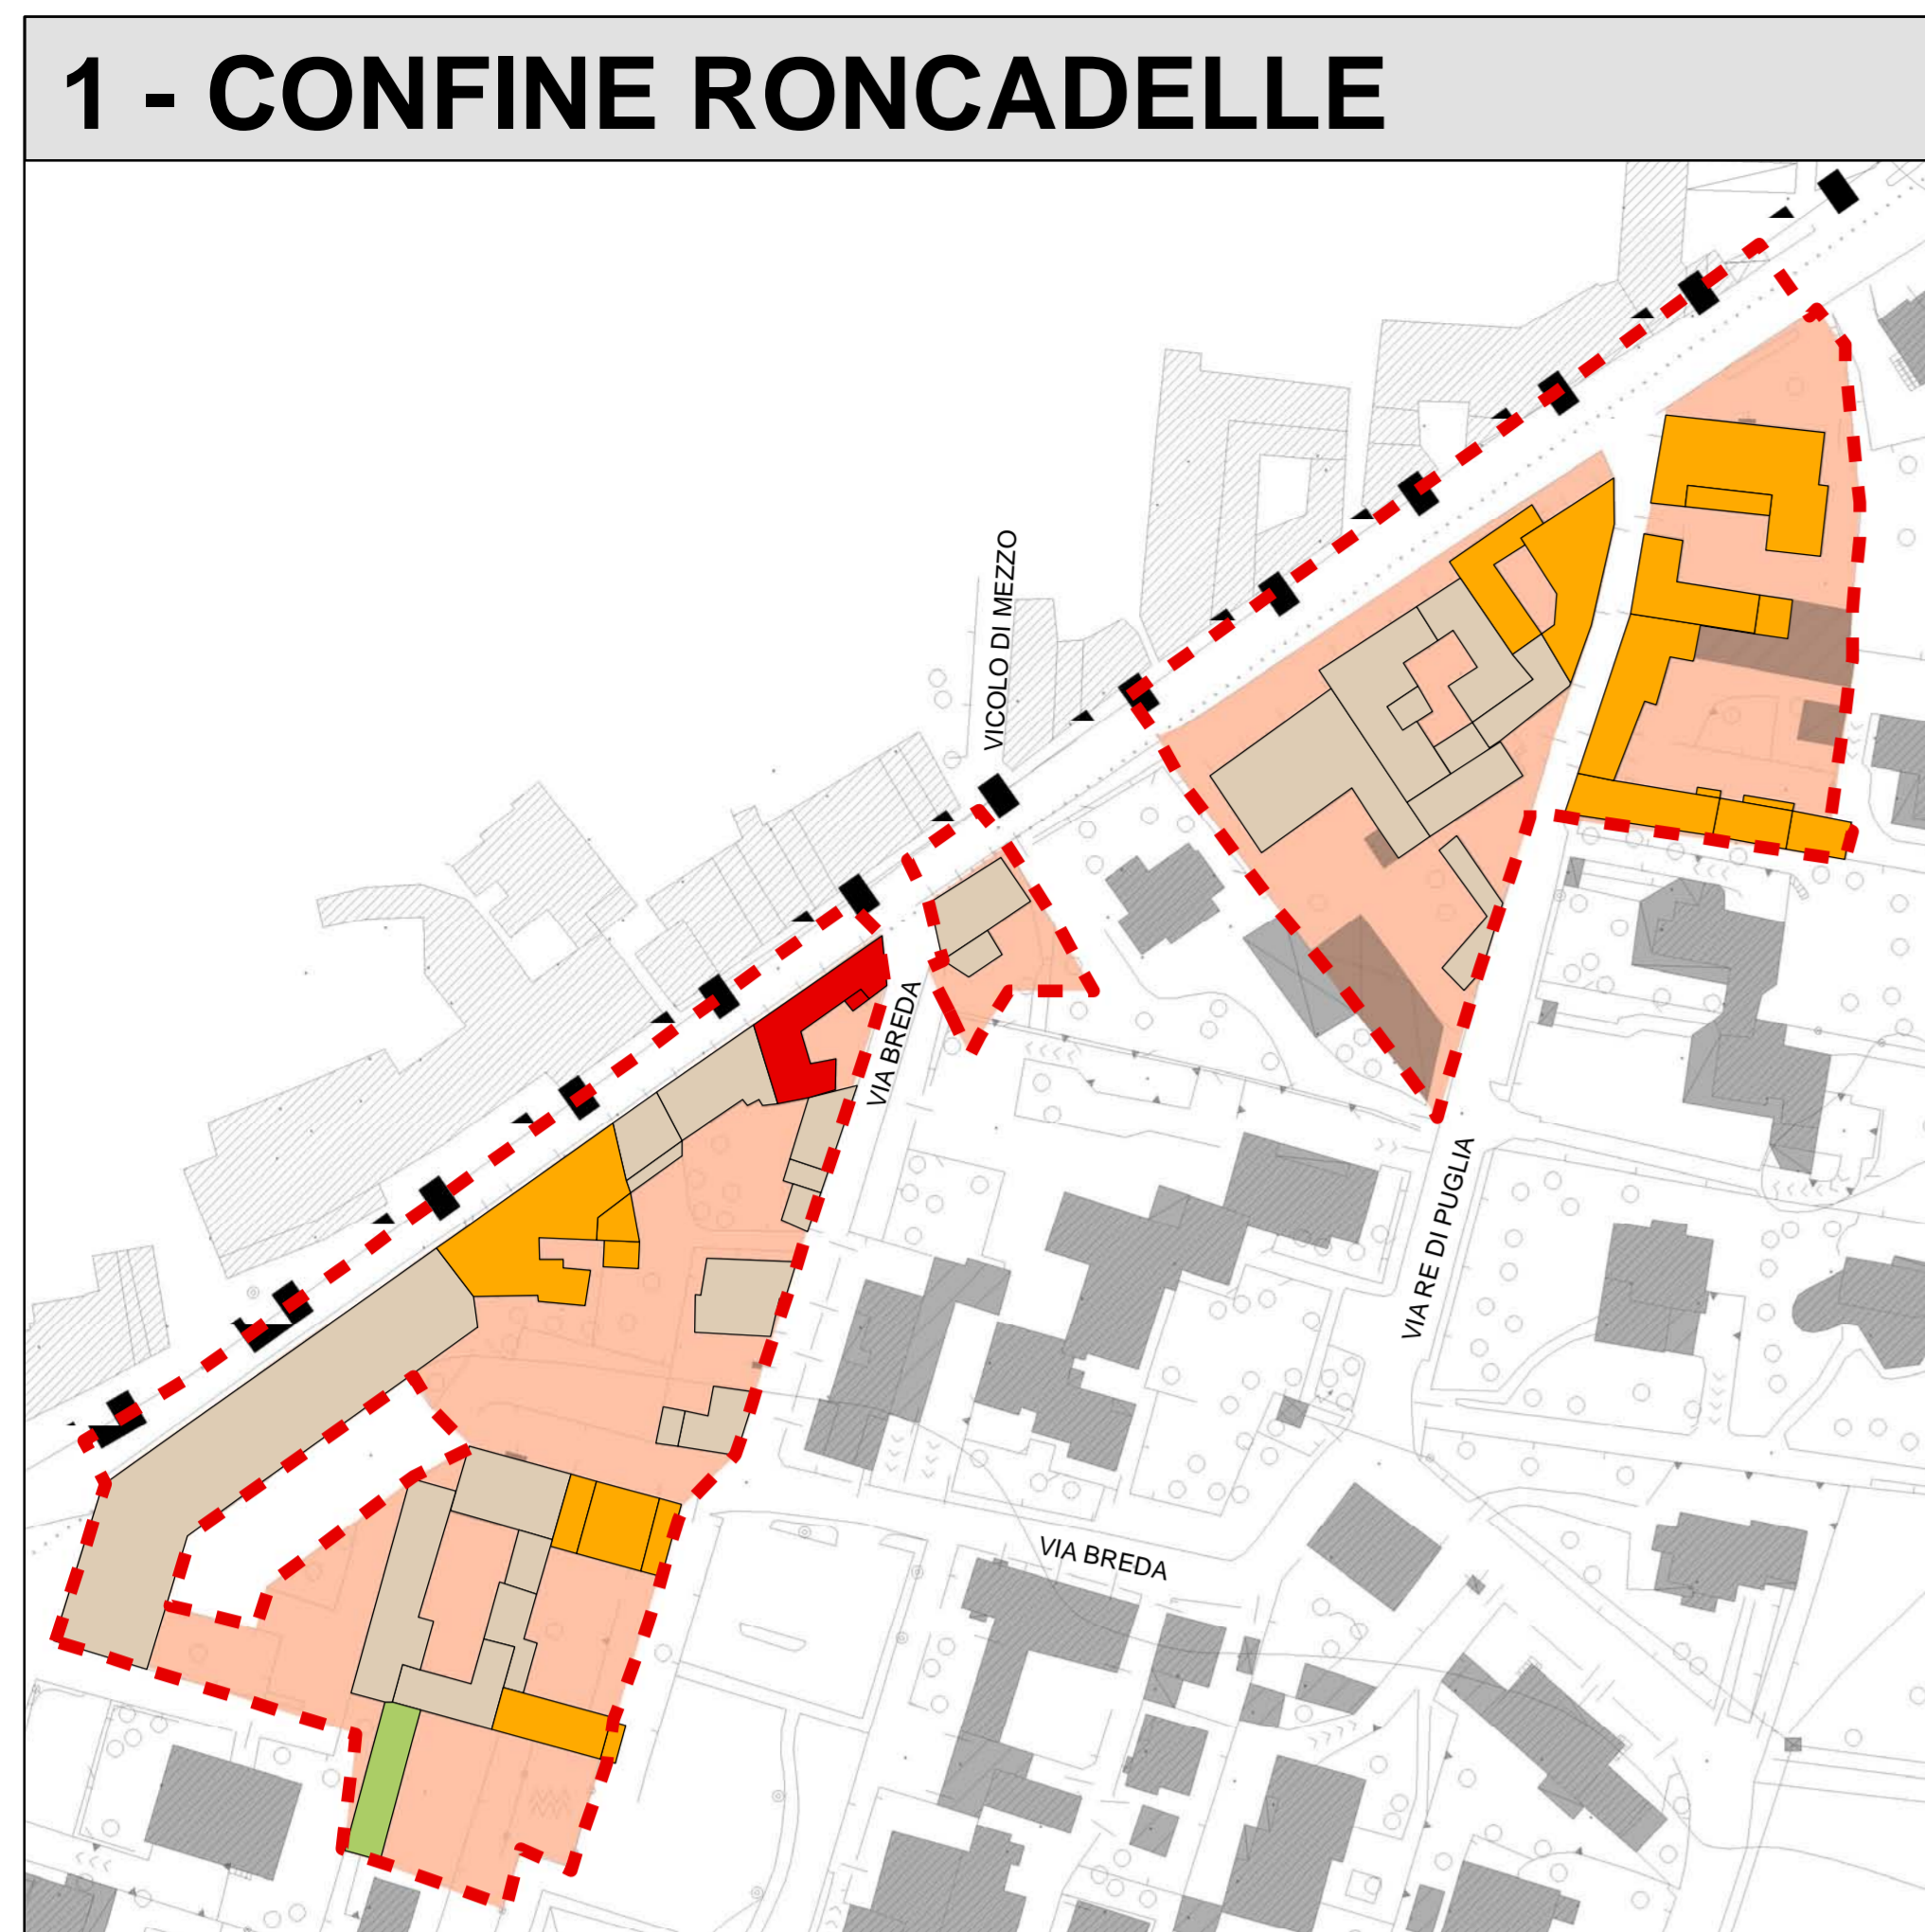 1 - CONFINE RONCADELLE
VICOLO DI MEZZO
VIA BREDA
VIA RE DI PUGLIA
VIA BREDA